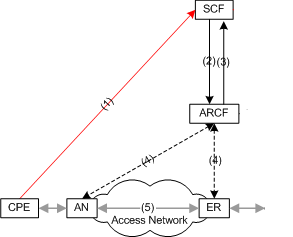 SCF
(1)
(2)
(3)
ARCF
(4)
(4)
CPE
AN
(5)
ER
Access Network